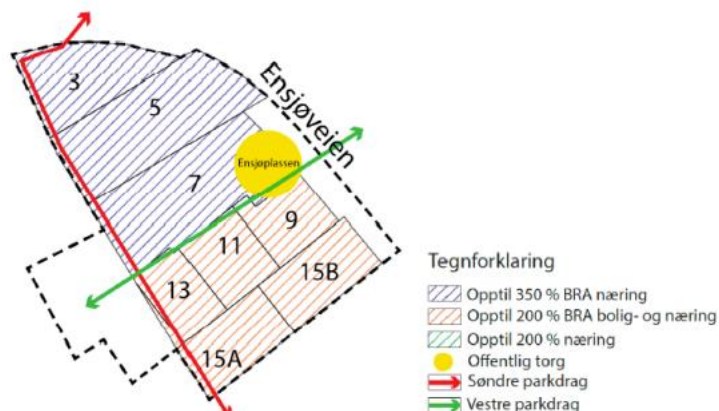 3
5
Ensjøveien
Ensjøplassen
7
9
11
13
15B
15A
Tegnforklaring
Opptil 350 % BRA næring
Opptil 200 % BRA bolig- og næring
Opptil 200 % næring
Offentlig torg
Søndre parkdrag
Vestre parkdrag